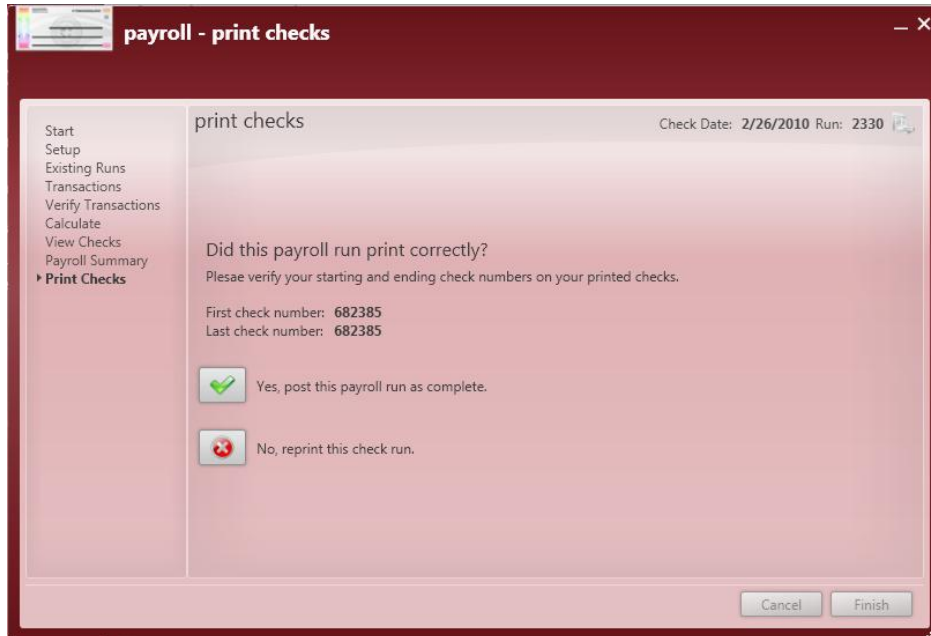 payroll - print checks
print checks
Check Date: 2/26/2010 Run: 2330
Start
Setup
Existing Runs
Transactions
Verify Transactions
Calculate
View Checks
Payroll Summary
Print Checks
Did this payroll run print correctly?
Plesae verify your starting and ending check numbers on your printed checks.
First check number: 682385
Last check number: 682385
Yes, post this payroll run as complete.
No, reprint this check run.
Cancel Finish